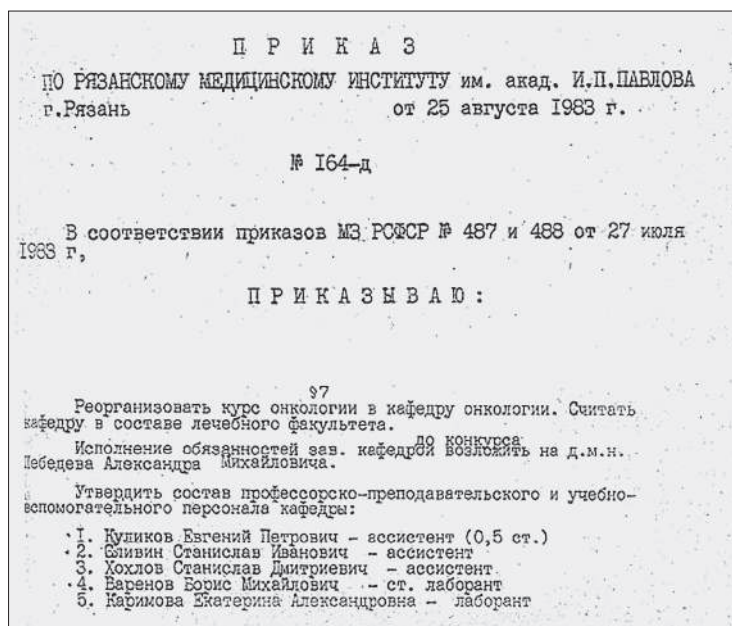 П Р И К А З
ПО РЯЗАНСКОМУ МЕДИЦИНСКОМУ ИНСТИТУТУ им. акад. И.П.ПАВЛОВА
г.Рязань от 25 августа 1983 г.
№ 164-д
В соответствии приказов МЗ РСФСР № 487 и 488 от 27 июля
1983 г,
П Р И К А З Ы В А Ю :
§7
Реорганизовать курс онкологии в кафедру онкологии. Считать
кафедру в составе лечебного факультета.
до конкурса
Исполнение обязанностей зав. кафедрой возложить на д.м.н.
Лебедева Александра Михайловича.
Утвердить состав профессорско-преподавательского и учебно-
вспомогательного персонала кафедры:
1. Куликов Евгений Петрович - ассистент (0,5 ст.)
2. Станислав Иванович - ассистент
3. Хохлов Станислав Дмитриевич - ассистент
4. Варенов Борис Михайлович - ст. лаборант
5. Каримова Екатерина Александровна - лаборант